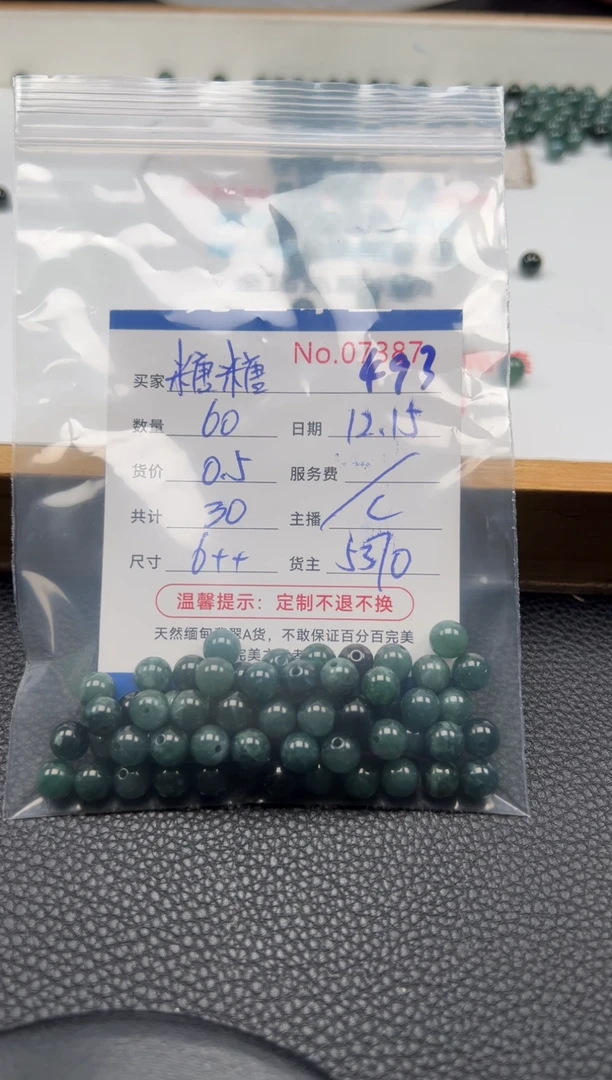 No.07387
买家 糖糖 493
数量 60 日期 12.15
货价 0.5 服务费 /
共计 30 主播 C
尺寸 6++ 货主 5370
温馨提示：定制不退不换
天然缅甸翡翠A货，不敢保证百分百完美
完美